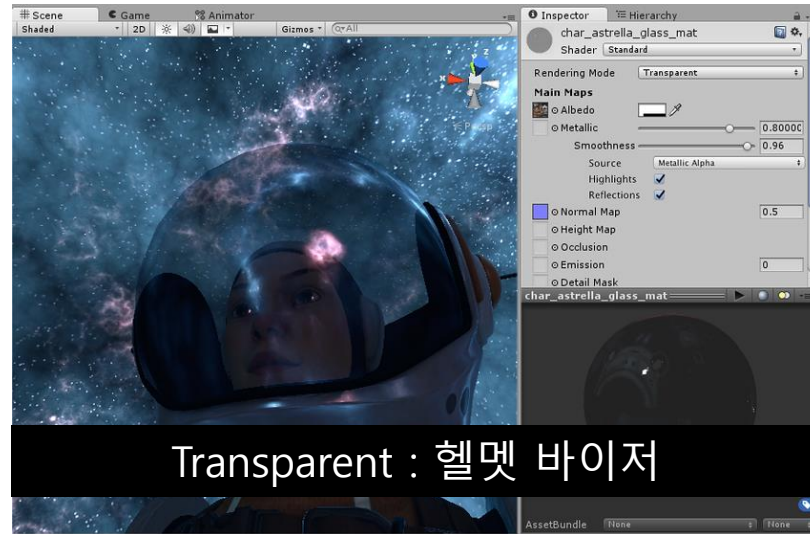 Scene
Game
Animator
Shaded
2D
Gizmos
All
x
z
Persp
Inspector
Hierarchy
char_astrella_glass_mat
Shader
Standard
Rendering Mode
Transparent
Main Maps
Albedo
Metallic
0.8000
Smoothness
0.96
Source
Metallic Alpha
Highlights
Reflections
Normal Map
0.5
Height Map
Occlusion
Emission
0
Detail Mask
char_astrella_glass_mat
Transparent : 헬멧 바이저
AssetBundle
None
None